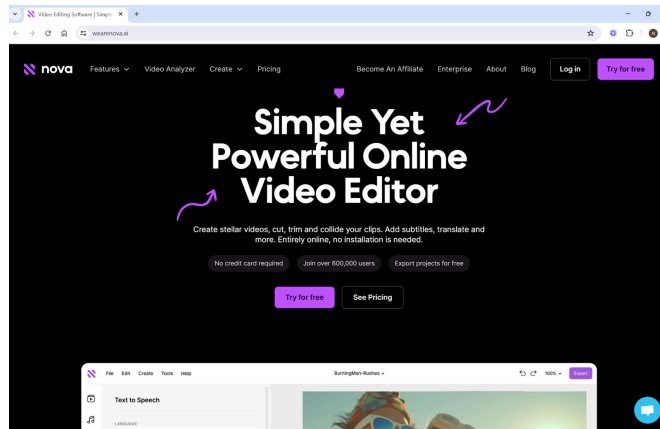 Video Editing Software | Simpl
wearenova.ai
nova Features Video Analyzer Create Pricing Become An Affiliate Enterprise About Blog Log in Try for free
Simple Yet
Powerful Online
Video Editor
Create stellar videos, cut, trim and collide your clips. Add subtitles, translate and
more. Entirely online, no installation is needed.
No credit card required Join over 600,000 users Export projects for free
Try for free See Pricing
File Edit Create Tools Help BurningMan-Rushes 100% Export
Text to Speech
LANGUAGE